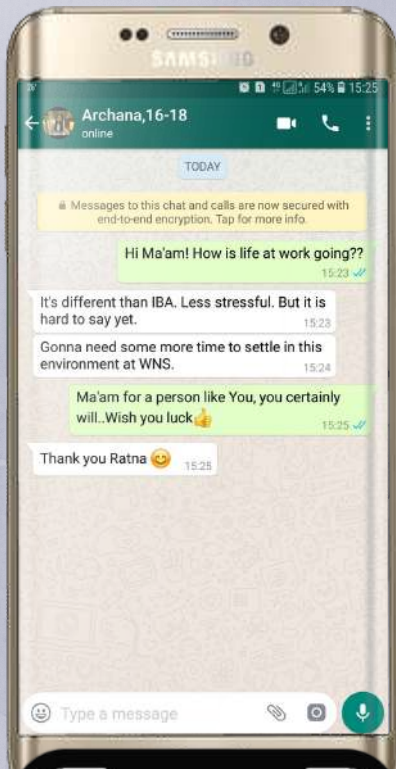 SAMSUNG
54% 15:25
Archana,16-18
online
TODAY
Messages to this chat and calls are now secured with
end-to-end encryption. Tap for more info.
Hi Ma'am! How is life at work going??
15:23
It's different than IBA. Less stressful. But it is
hard to say yet.
15:23
Gonna need some more time to settle in this
environment at WNS.
15:24
Ma'am for a person like You, you certainly
will..Wish you luck👍
15:25
Thank you Ratna 😊
15:25
Type a message